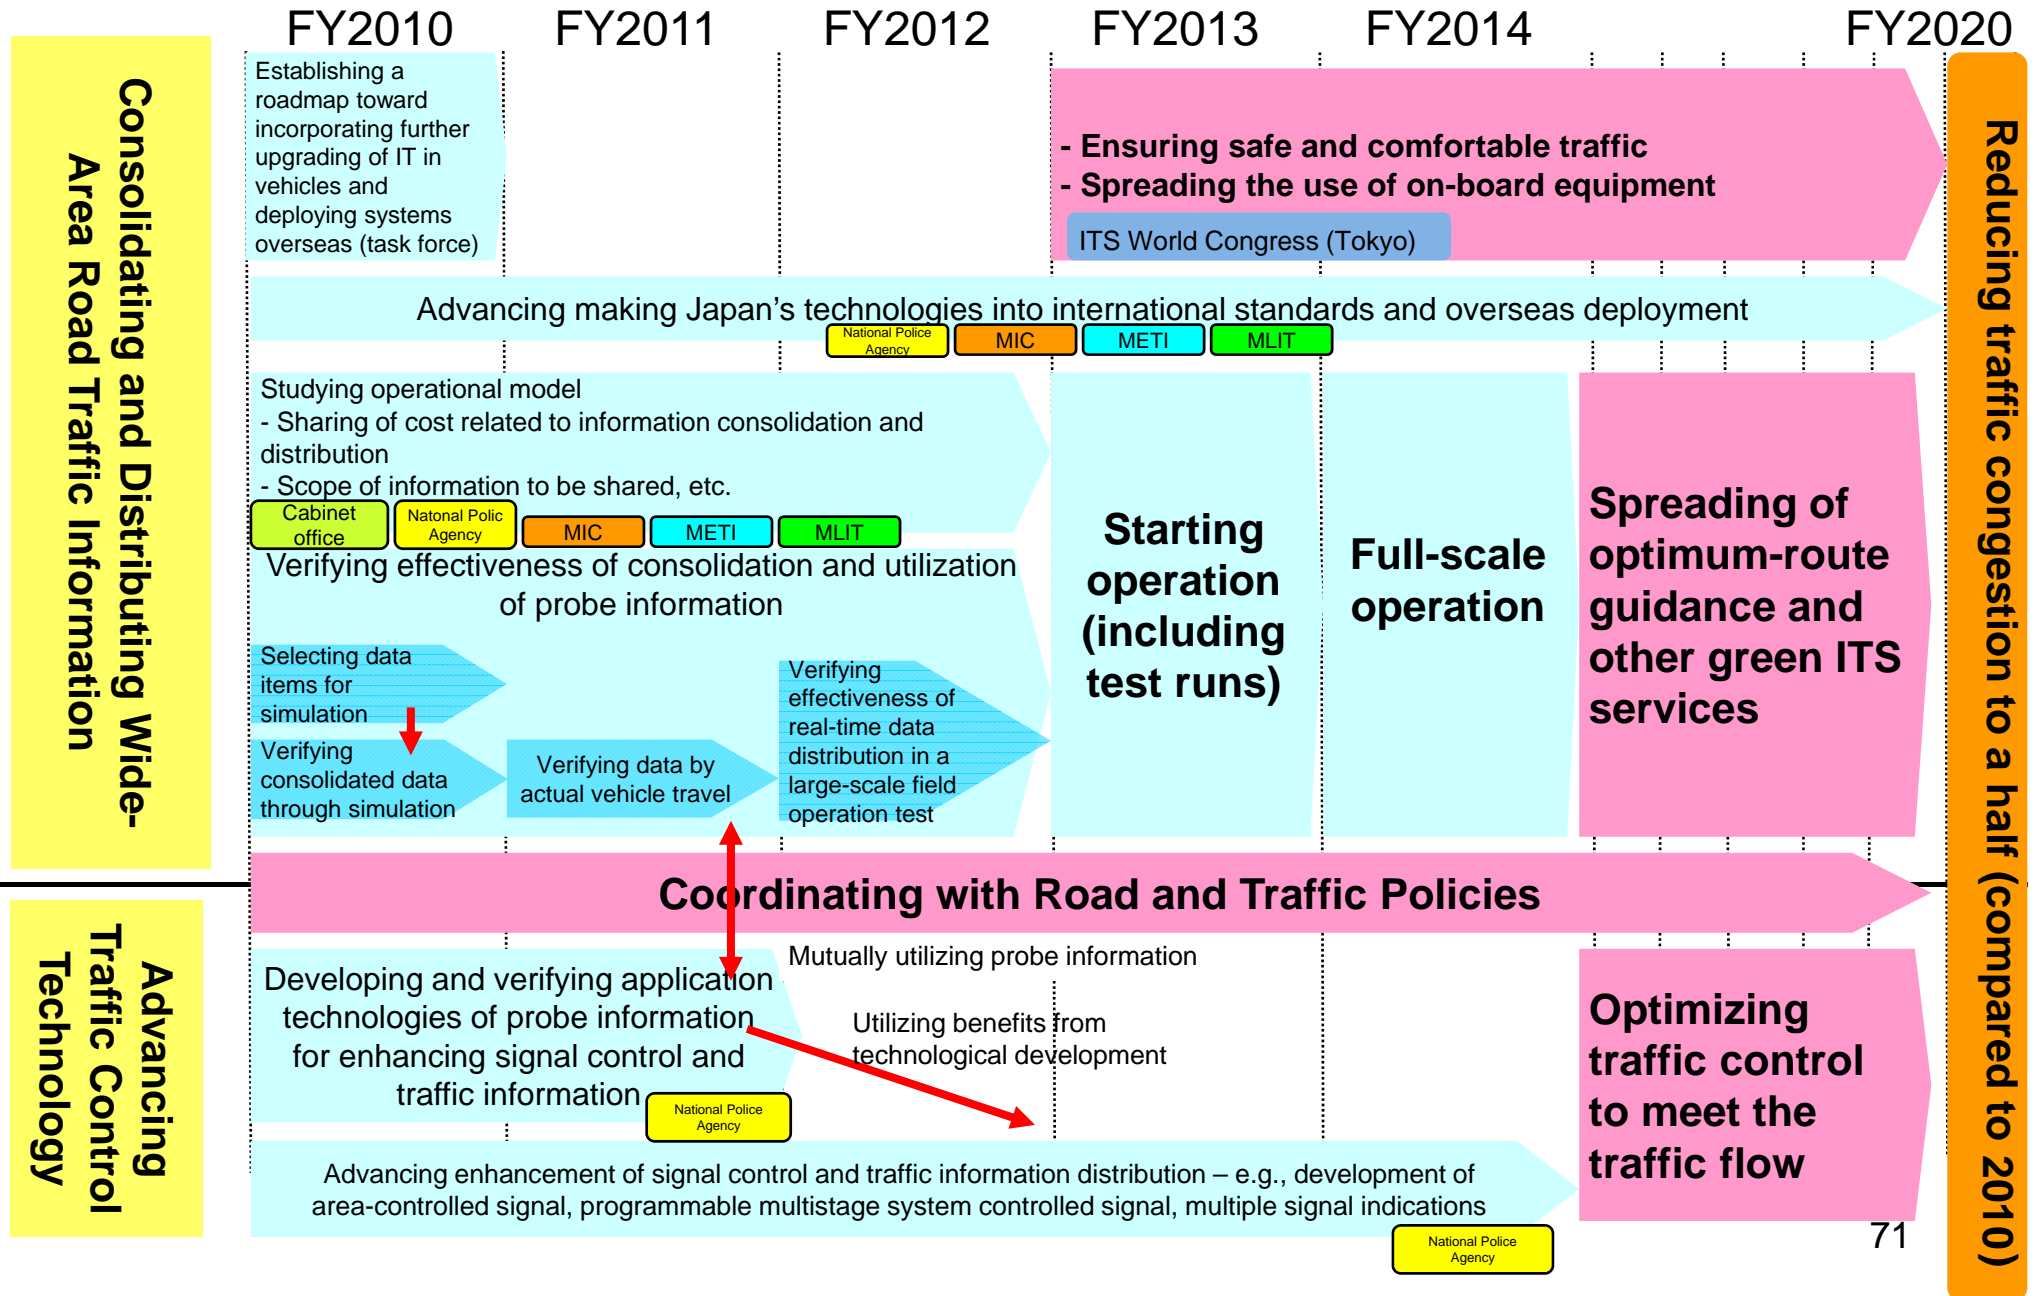 FY2010 FY2011 FY2012 FY2013 FY2014 FY2020
Consolidating and Distributing Wide-
Area Road Traffic Information
Establishing a
roadmap toward
incorporating further
upgrading of IT in
vehicles and
deploying systems
overseas (task force)
- Ensuring safe and comfortable traffic
- Spreading the use of on-board equipment
ITS World Congress (Tokyo)
Advancing making Japan's technologies into international standards and overseas deployment
National Police
Agency
MIC
METI
MLIT
Studying operational model
- Sharing of cost related to information consolidation and
distribution
- Scope of information to be shared, etc.
Cabinet
office
Natonal Polic
Agency
MIC
METI
MLIT
Verifying effectiveness of consolidation and utilization
of probe information
Selecting data
items for
simulation
Verifying
consolidated data
through simulation
Verifying data by
actual vehicle travel
Verifying
effectiveness of
real-time data
distribution in a
large-scale field
operation test
Starting
operation
(including
test runs)
Full-scale
operation
Spreading of
optimum-route
guidance and
other green ITS
services
Coordinating with Road and Traffic Policies
Advancing
Traffic Control
Technology
Developing and verifying application
technologies of probe information
for enhancing signal control and
traffic information
National Police
Agency
Mutually utilizing probe information
Utilizing benefits from
technological development
Advancing enhancement of signal control and traffic information distribution – e.g., development of
area-controlled signal, programmable multistage system controlled signal, multiple signal indications
National Police
Agency
Optimizing
traffic control
to meet the
traffic flow
Reducing traffic congestion to a half (compared to 2010)
71